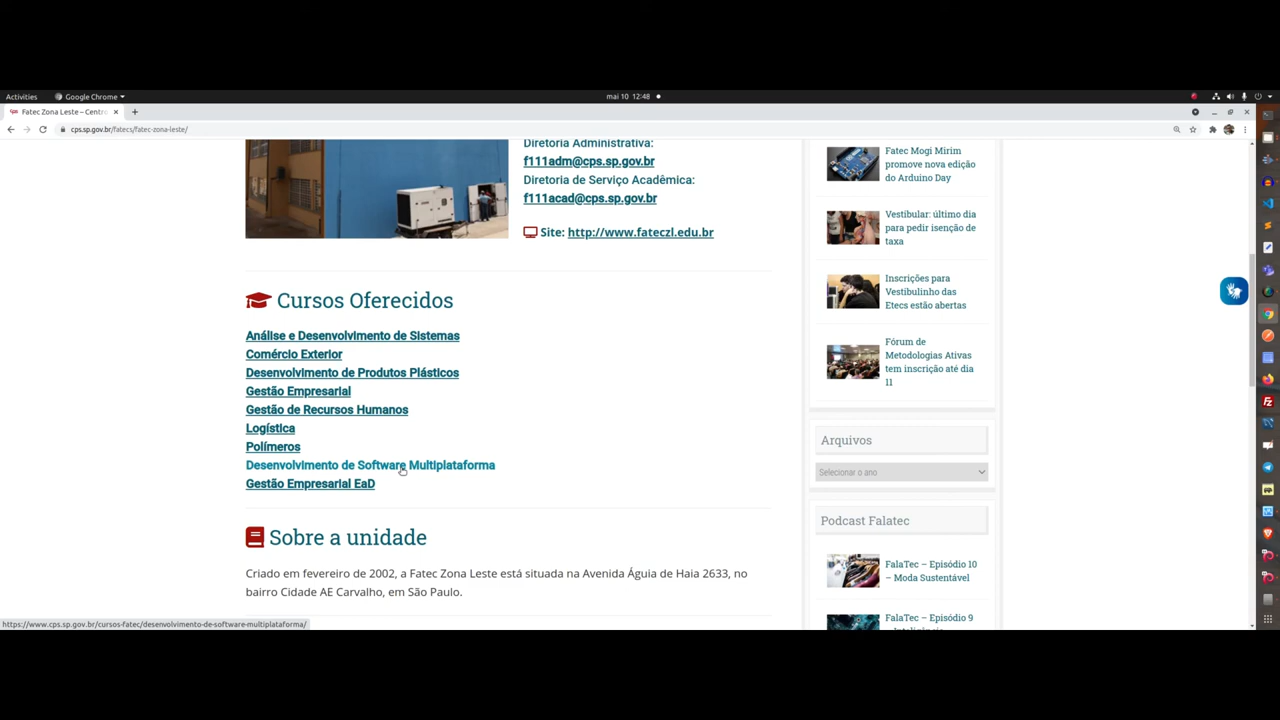 Activities
Google Chrome
mai 10 12:48
Fatec Zona Leste – Centro
cps.sp.gov.br/fatecs/fatec-zona-leste/
Diretoria Administrativa:
f111adm@cps.sp.gov.br
Diretoria de Serviço Acadêmica:
f111acad@cps.sp.gov.br
Site: http://www.fateczl.edu.br
Cursos Oferecidos
Análise e Desenvolvimento de Sistemas
Comércio Exterior
Desenvolvimento de Produtos Plásticos
Gestão Empresarial
Gestão de Recursos Humanos
Logística
Polímeros
Desenvolvimento de Software Multiplataforma
Gestão Empresarial EaD
Sobre a unidade
Criado em fevereiro de 2002, a Fatec Zona Leste está situada na Avenida Águia de Haia 2633, no
bairro Cidade AE Carvalho, em São Paulo.
Fatec Mogi Mirim
promove nova edição
do Arduino Day
Vestibular: último dia
para pedir isenção de
taxa
Inscrições para
Vestibulinho das
Etecs estão abertas
Fórum de
Metodologias Ativas
tem inscrição até dia
11
Arquivos
Selecionar o ano
Podcast Falatec
FalaTec – Episódio 10
– Moda Sustentável
FalaTec – Episódio 9
https://www.cps.sp.gov.br/cursos-fatec/desenvolvimento-de-software-multiplataforma/